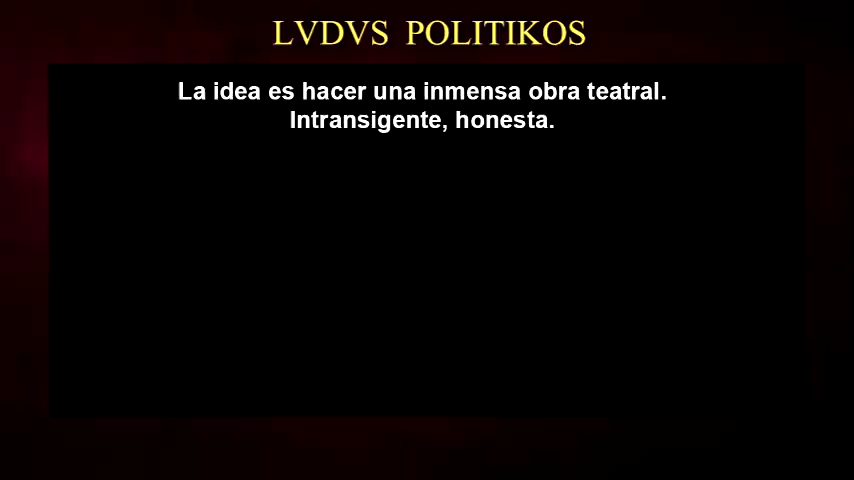 LVDVS POLITIKOS
La idea es hacer una inmensa obra teatral.
Intransigente, honesta.